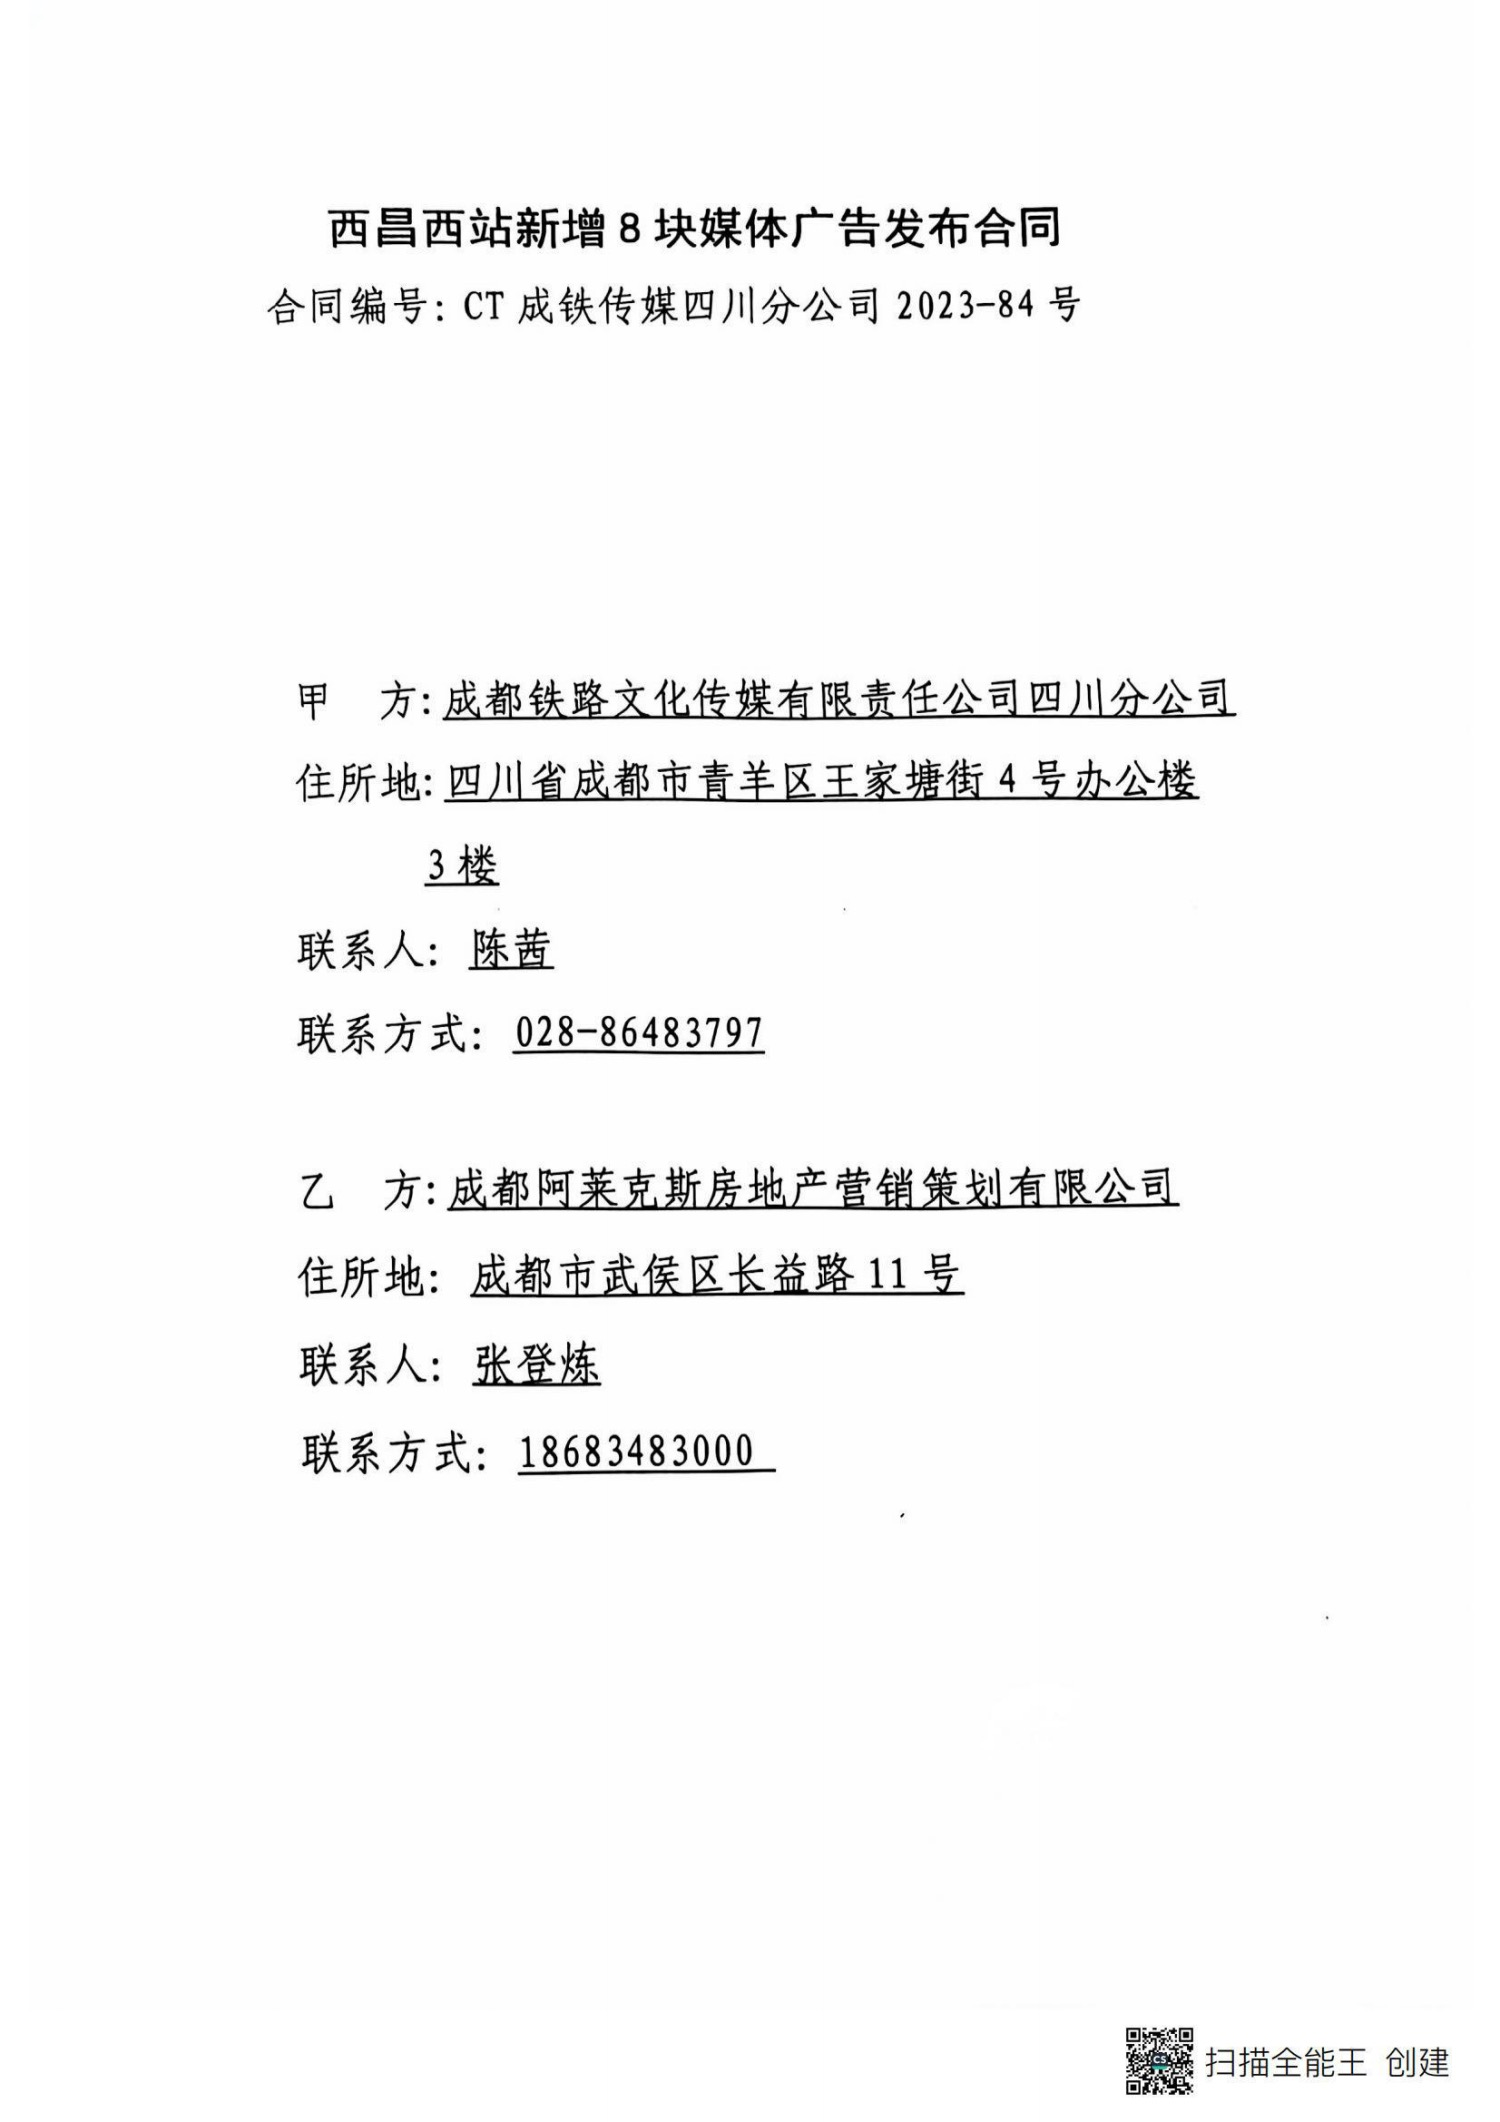 西昌西站新增8块媒体广告发布合同
合同编号：CT成铁传媒四川分公司2023-84号
甲　方：成都铁路文化传媒有限责任公司四川分公司
住所地：四川省成都市青羊区王家塘街4号办公楼
3楼
联系人：陈茜
联系方式：028-86483797
乙　方：成都阿莱克斯房地产营销策划有限公司
住所地：成都市武侯区长益路11号
联系人：张登炼
联系方式：18683483000
CS
扫描全能王 创建